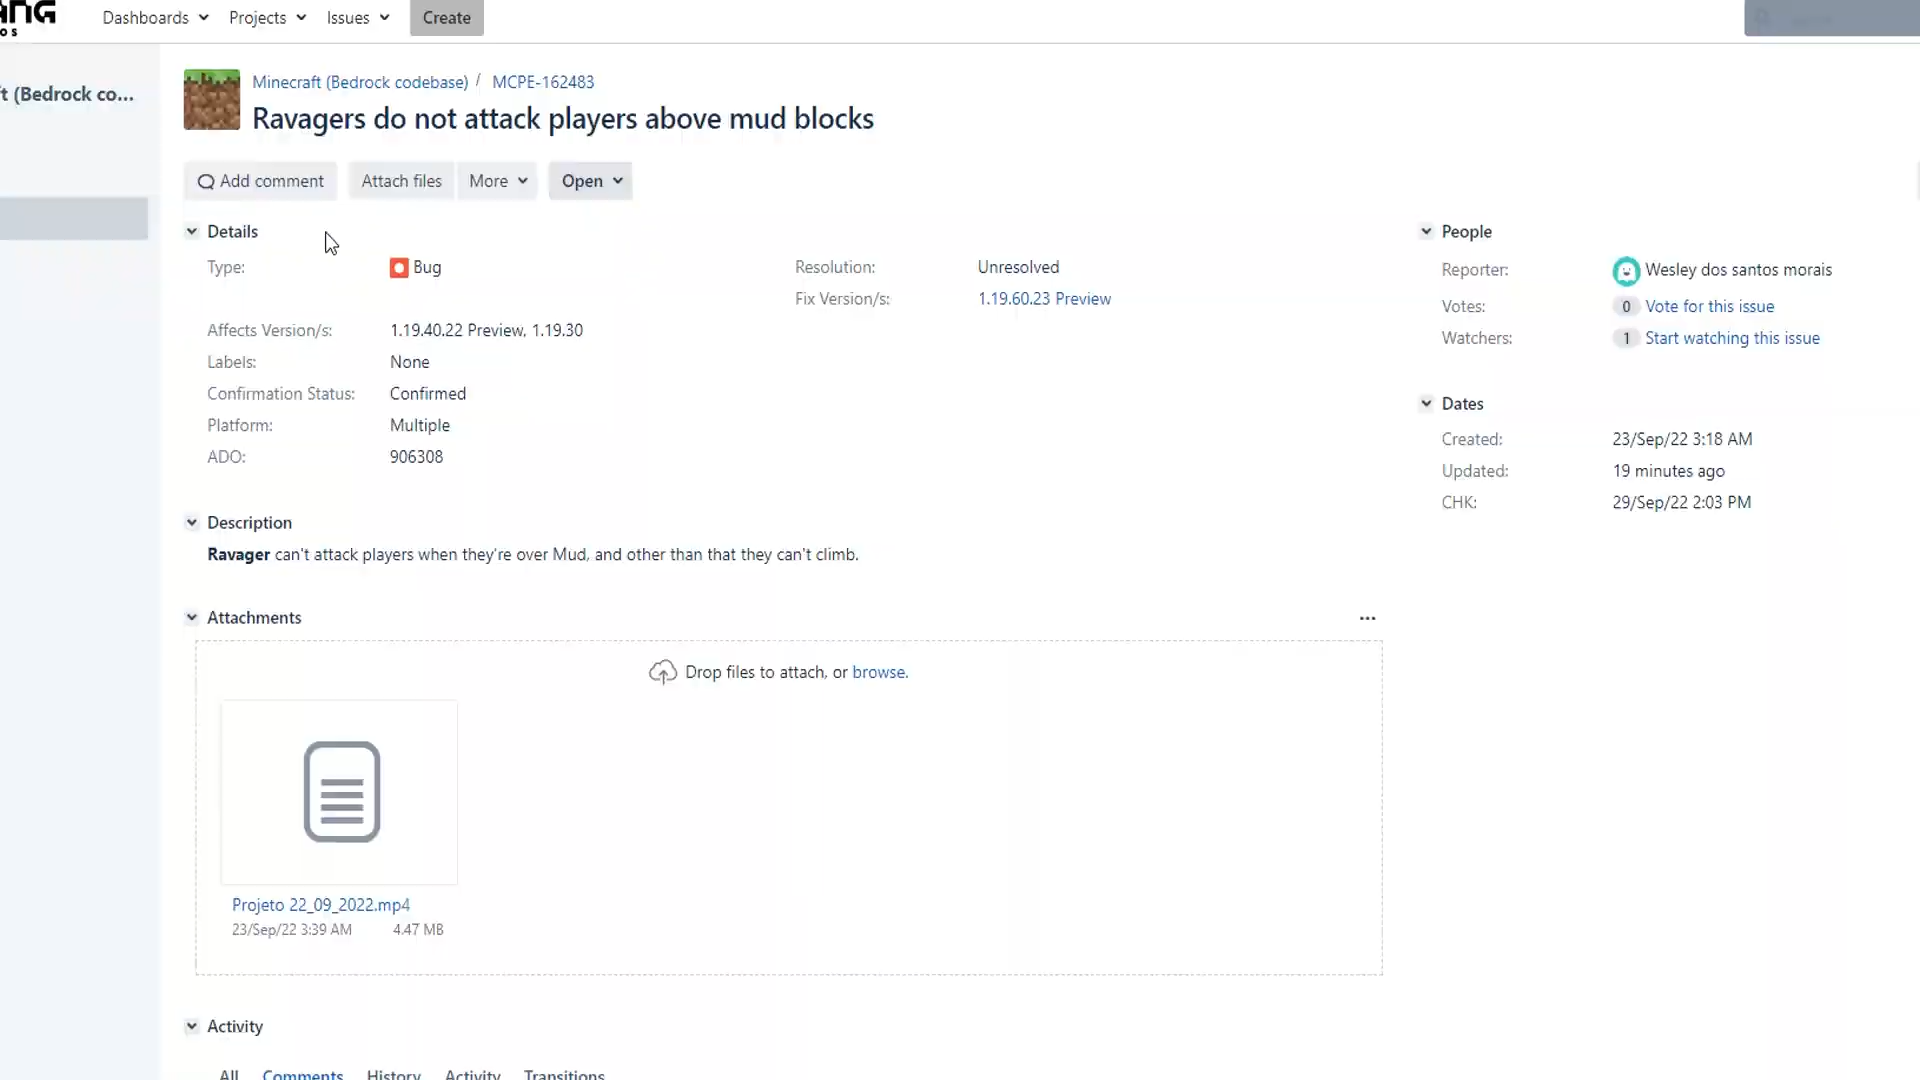 Dashboards Projects Issues Create
OS
Minecraft (Bedrock codebase) / MCPE-162483
t (Bedrock co...
Ravagers do not attack players above mud blocks
Add comment Attach files More Open
Details
Type: Bug
Resolution: Unresolved
Fix Version/s: 1.19.60.23 Preview
Affects Version/s: 1.19.40.22 Preview, 1.19.30
Labels: None
Confirmation Status: Confirmed
Platform: Multiple
ADO: 906308
People
Reporter: Wesley dos santos morais
Votes: 0 Vote for this issue
Watchers: 1 Start watching this issue
Dates
Created: 23/Sep/22 3:18 AM
Updated: 19 minutes ago
CHK: 29/Sep/22 2:03 PM
Description
Ravager can't attack players when they're over Mud, and other than that they can't climb.
Attachments
...
Drop files to attach, or browse.
Projeto 22_09_2022.mp4
23/Sep/22 3:39 AM 4.47 MB
Activity
All Comments History Activity Transitions